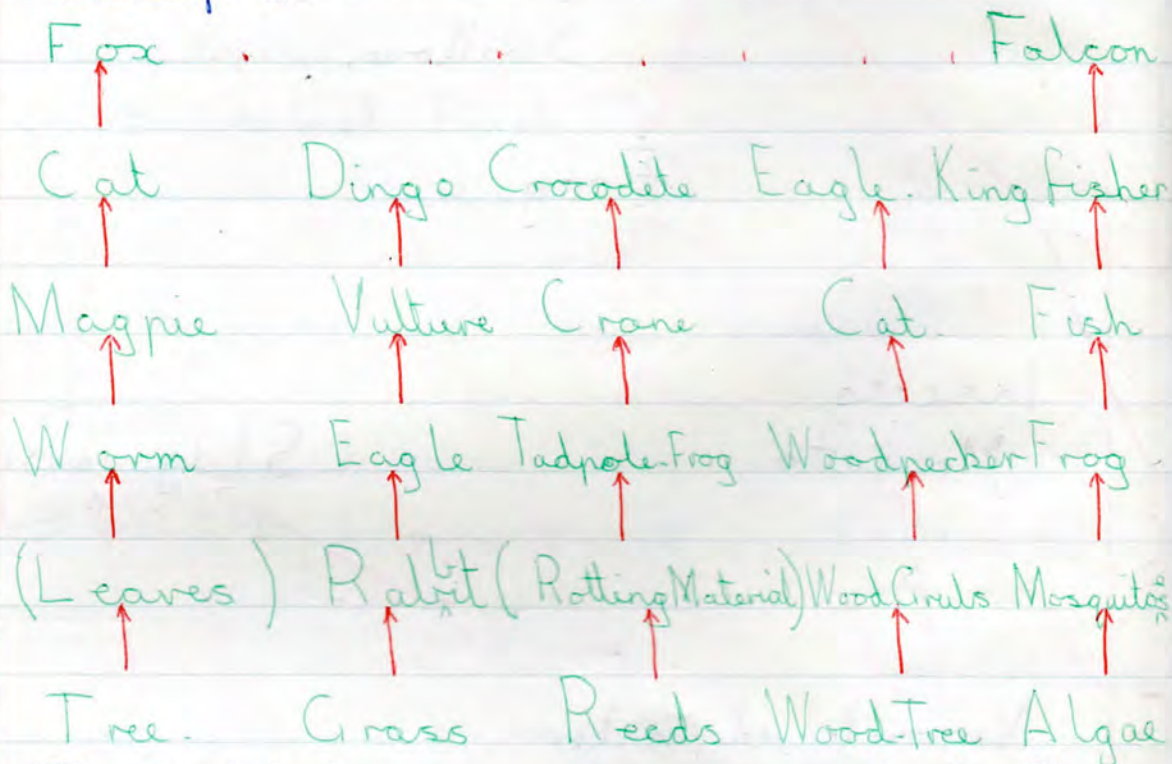 Fox Falcon
Cat Dingo Crocodile Eagle. King fisher
Magpie Vulture Crane Cat. Fish
Worm Eagle Tadpole-Frog Woodpecker Frog.
(Leaves) Rabbit (Rotting Material) Wood Grubs Mosquitoes
Tree. Grass Reeds Wood-Tree Algae